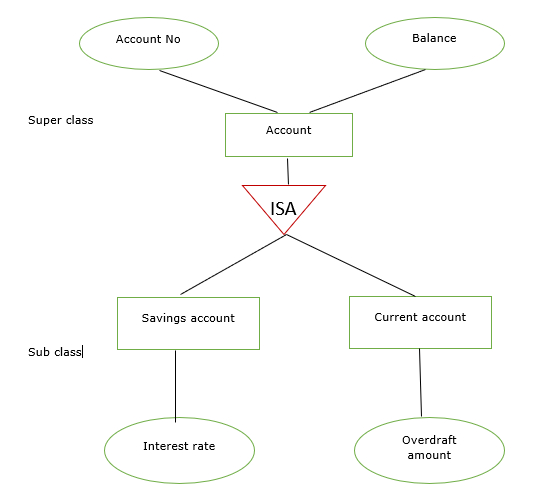 Account No
Balance
Super class
Account
ISA
Savings account
Current account
Sub class
Interest rate
Overdraft
amount